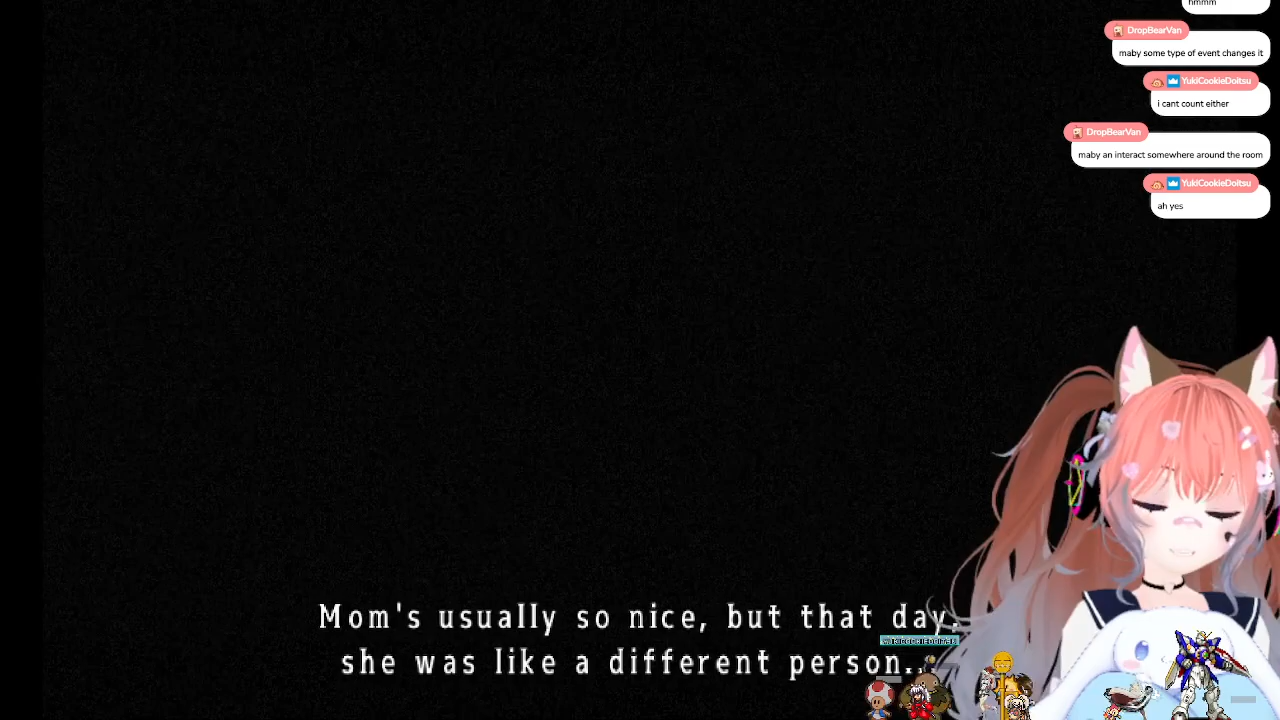 hmmm
DropBearVan
maby some type of event changes it
YukiCookieDoitsu
i cant count either
DropBearVan
maby an interact somewhere around the room
YukiCookieDoitsu
ah yes
Mom's usually so nice, but that day,
she was like a different person...